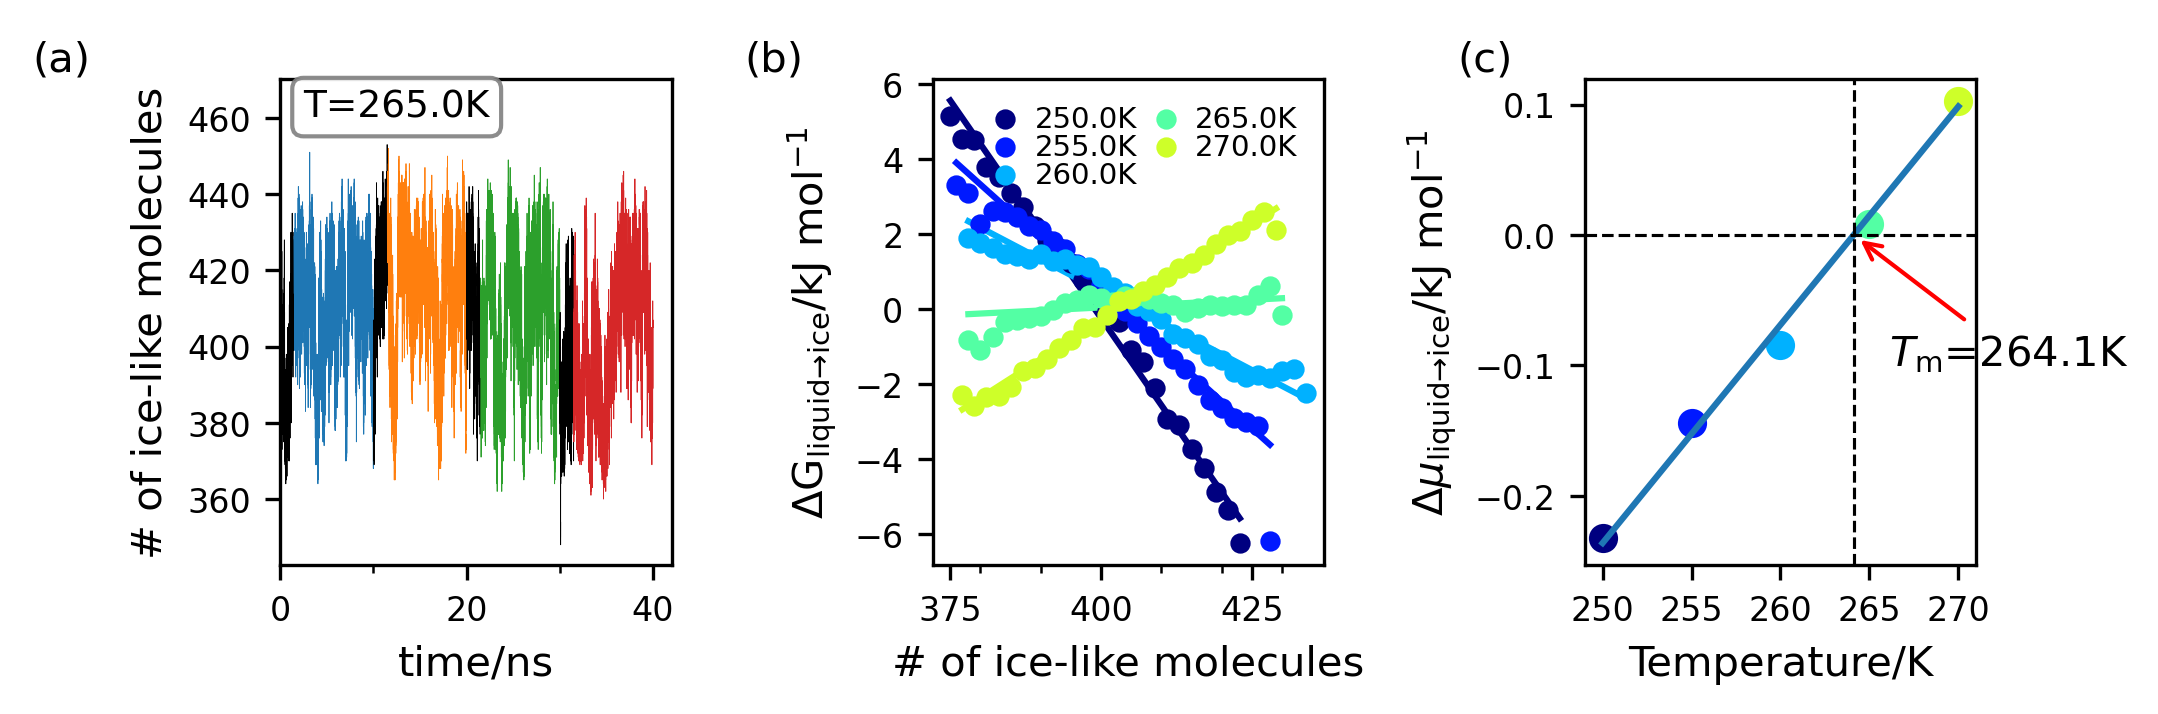 (a)
T=265.0K
# of ice-like molecules
460
440
420
400
380
360
0 20 40
time/ns
(b)
250.0K 265.0K
255.0K 270.0K
260.0K
ΔG_liquid→ice/kJ mol⁻¹
6
4
2
0
−2
−4
−6
375 400 425
# of ice-like molecules
(c)
Δμ_liquid→ice/kJ mol⁻¹
0.1
0.0
−0.1
−0.2
T_m=264.1K
250 255 260 265 270
Temperature/K